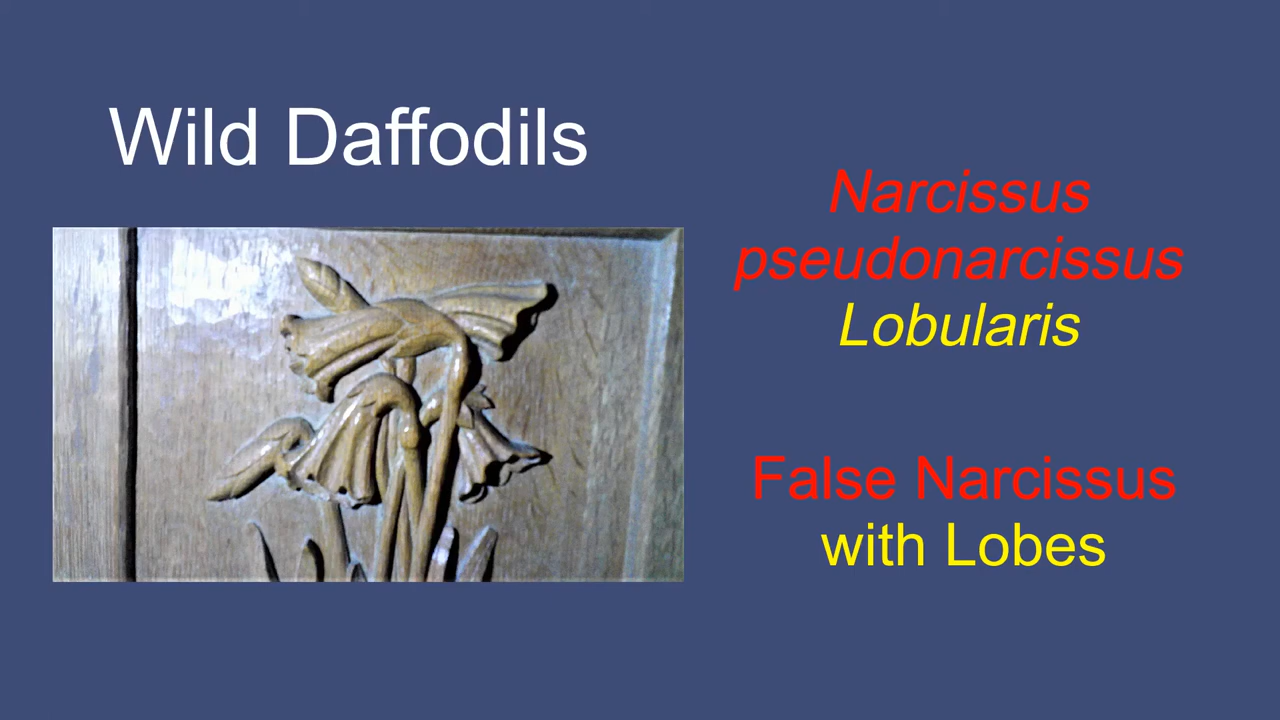 Wild Daffodils
Narcissus
pseudonarcissus
Lobularis
False Narcissus
with Lobes